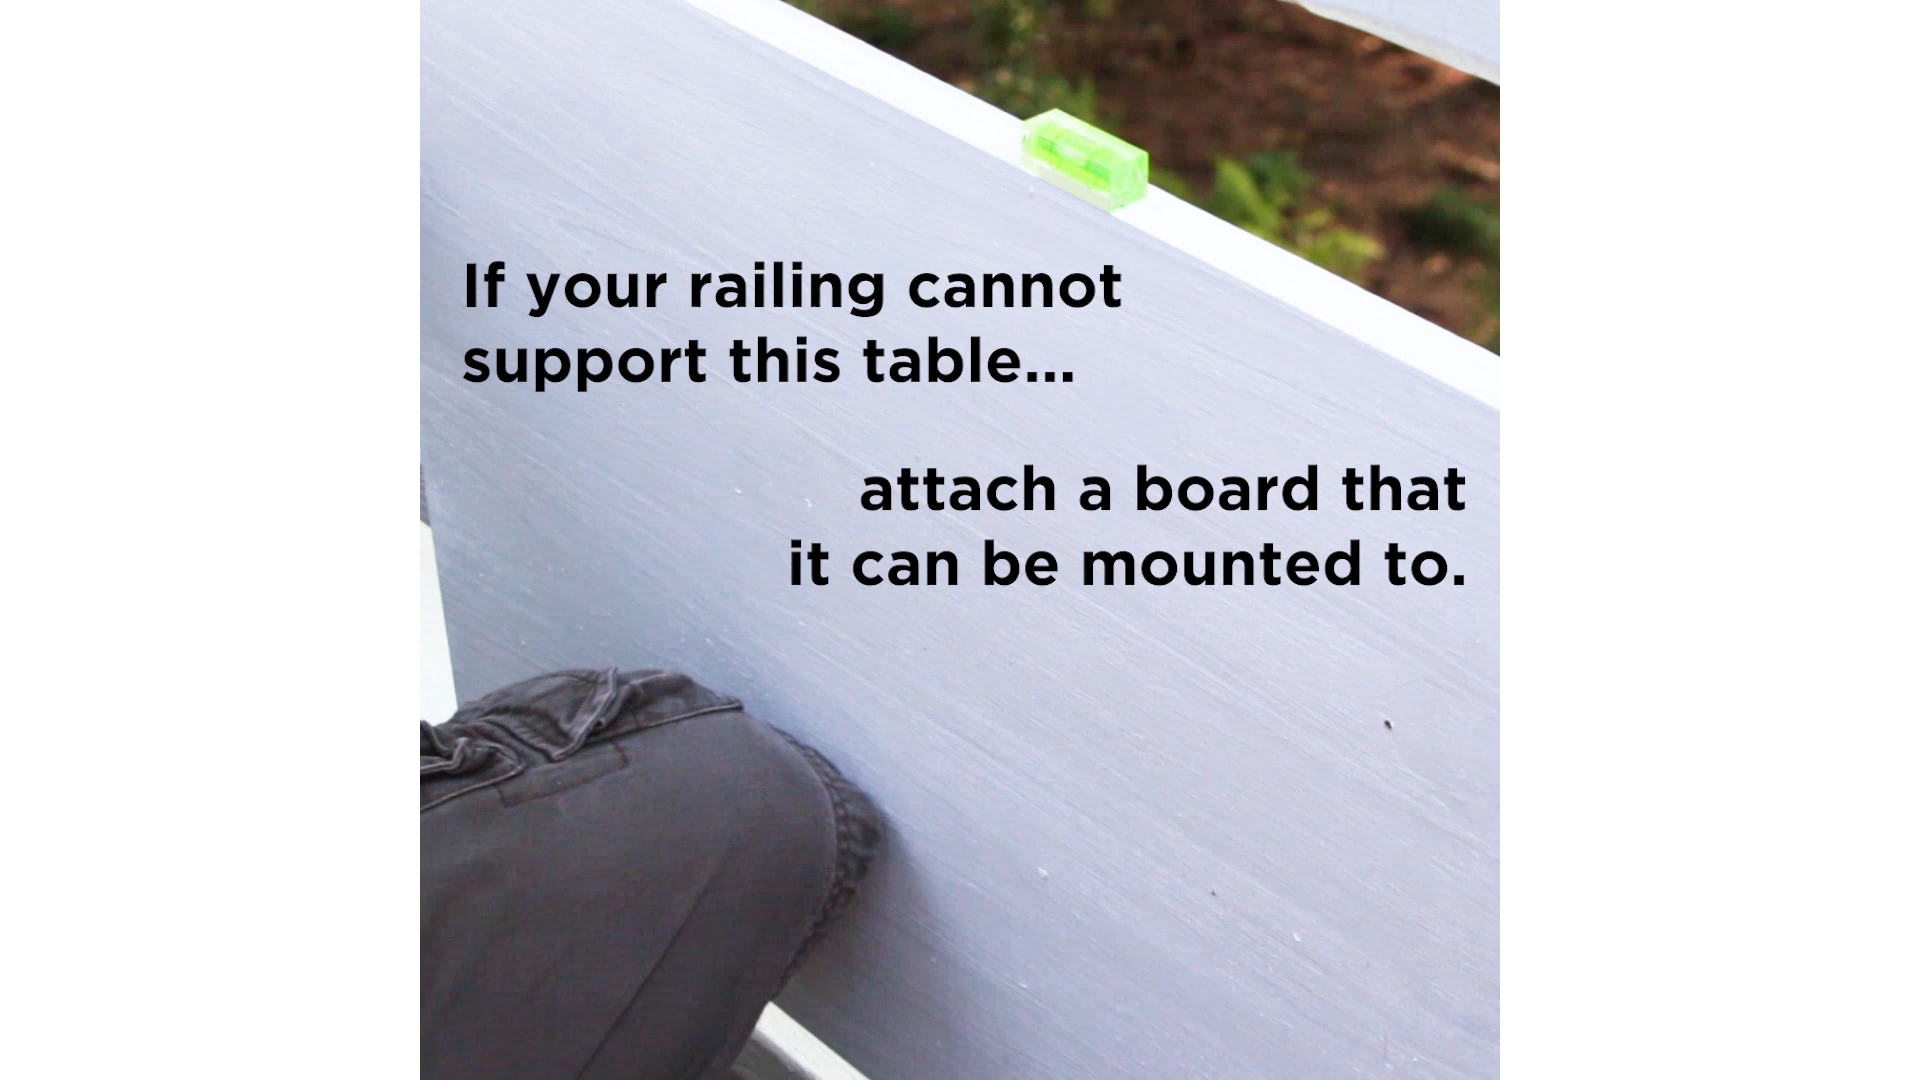 If your railing cannot
support this table...
attach a board that
it can be mounted to.